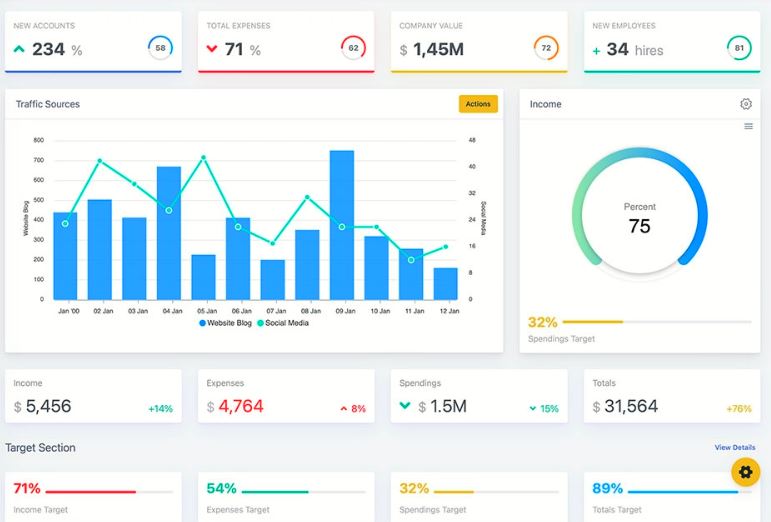 NEW ACCOUNTS
234 %
58
TOTAL EXPENSES
71 %
62
COMPANY VALUE
$ 1,45M
72
NEW EMPLOYEES
+ 34 hires
81
Traffic Sources
Actions
800
700
600
500
400
300
200
100
0
Website Blog
48
40
32
24
16
8
0
Social Media
Jan '00
02 Jan
03 Jan
04 Jan
05 Jan
06 Jan
07 Jan
08 Jan
09 Jan
10 Jan
11 Jan
12 Jan
Website Blog
Social Media
Income
Percent
75
32%
Spendings Target
Income
$ 5,456
+14%
Expenses
$ 4,764
8%
Spendings
$ 1.5M
15%
Totals
$ 31,564
+76%
Target Section
View Details
71%
Income Target
54%
Expenses Target
32%
Spendings Target
89%
Totals Target